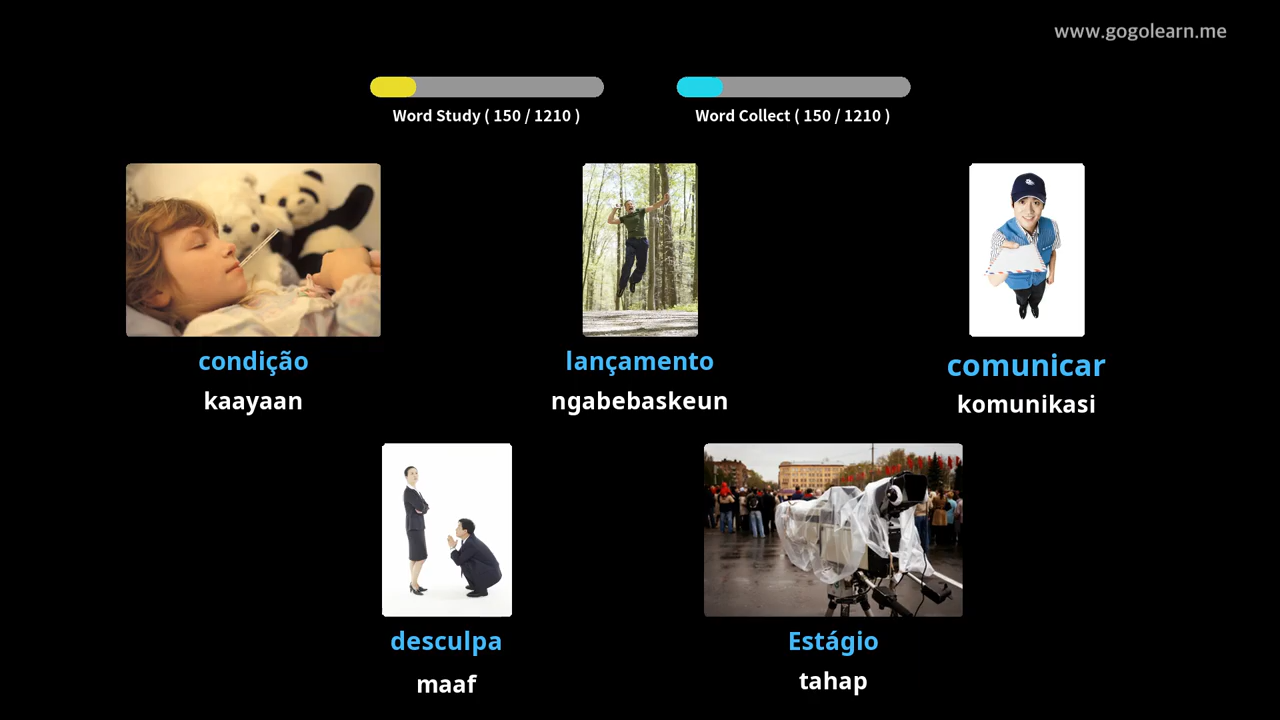 www.gogolearn.me
Word Study ( 150 / 1210 )
Word Collect ( 150 / 1210 )
condição
kaayaan
lançamento
ngabebaskeun
comunicar
komunikasi
desculpa
maaf
Estágio
tahap